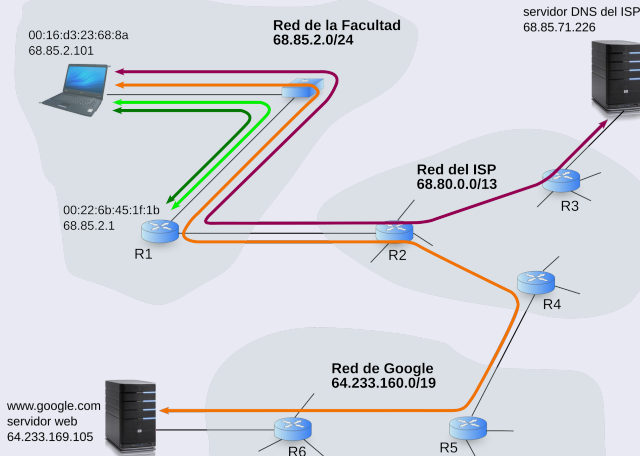 servidor DNS del ISP
68.85.71.226
Red de la Facultad
68.85.2.0/24
00:16:d3:23:68:8a
68.85.2.101
Red del ISP
68.80.0.0/13
00:22:6b:45:1f:1b
68.85.2.1
R1
R2
R3
R4
Red de Google
64.233.160.0/19
www.google.com
servidor web
64.233.169.105
R5
R6